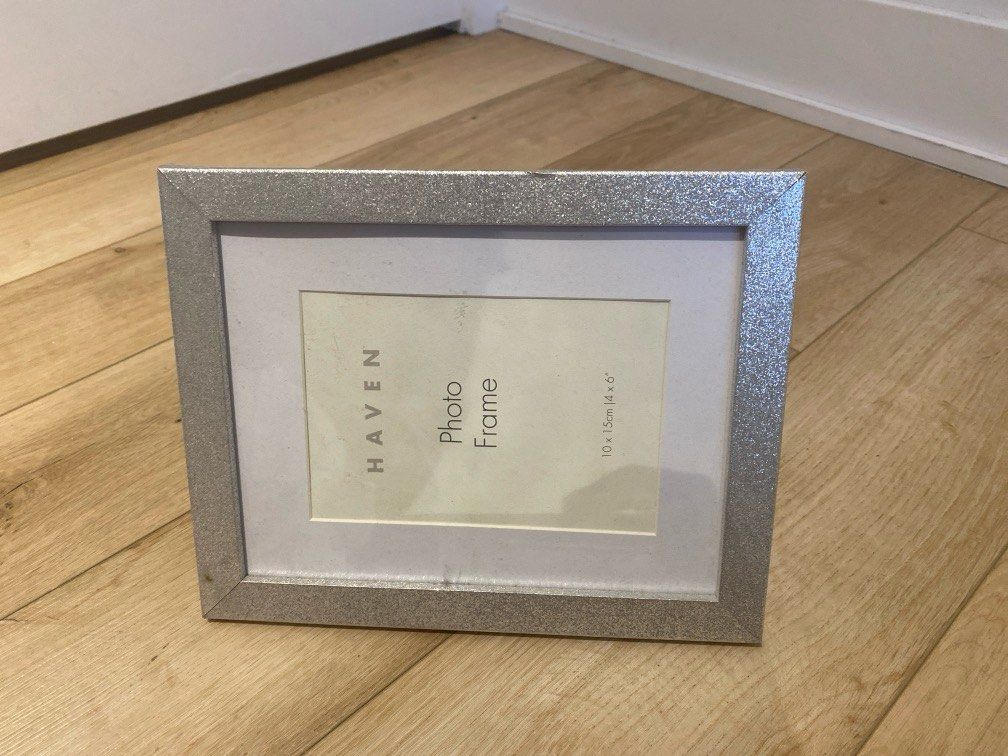 HAVEN
Photo
Frame
10 x 15cm |4 x 6"